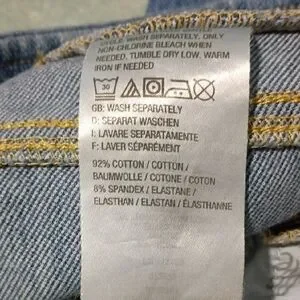 WASH SEPARATELY, ONLY
NON-CHLORINE BLEACH WHEN
NEEDED, TUMBLE DRY LOW, WARM
IRON IF NEEDED
30
GB: WASH SEPARATELY
D: SEPARAT WASCHEN
I: LAVARE SEPARATAMENTE
F: LAVER SÉPARÉMENT
92% COTTON / COTTON /
BAUMWOLLE / COTONE / COTON
8% SPANDEX / ELASTANE /
ELASTHAN / ELASTAN / ÉLASTHANNE